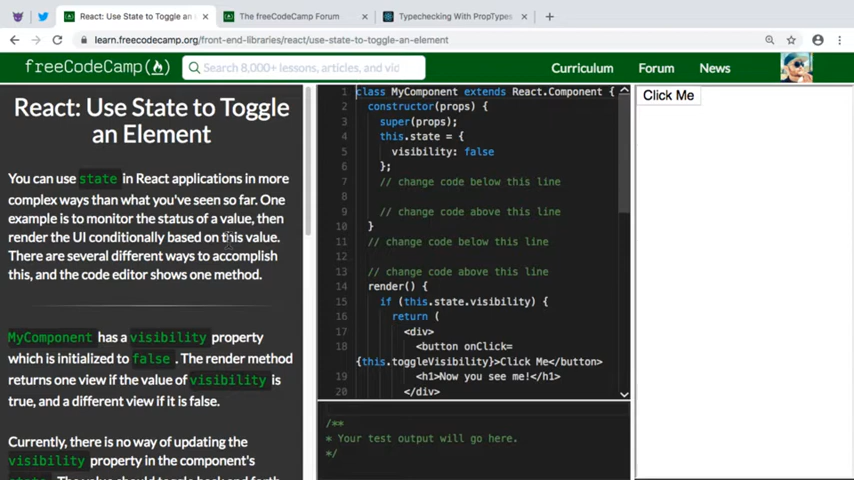 React: Use State to Toggle an
The freeCodeCamp Forum
Typechecking With PropTypes
learn.freecodecamp.org/front-end-libraries/react/use-state-to-toggle-an-element
freeCodeCamp
Search 8,000+ lessons, articles, and vid
Curriculum
Forum
News
React: Use State to Toggle
an Element
You can use state in React applications in more
complex ways than what you've seen so far. One
example is to monitor the status of a value, then
render the UI conditionally based on this value.
There are several different ways to accomplish
this, and the code editor shows one method.
MyComponent has a visibility property
which is initialized to false . The render method
returns one view if the value of visibility is
true, and a different view if it is false.
Currently, there is no way of updating the
visibility property in the component's
1 class MyComponent extends React.Component {
2 constructor(props) {
3 super(props);
4 this.state = {
5 visibility: false
6 };
7 // change code below this line
8
9 // change code above this line
10 }
11 // change code below this line
12
13 // change code above this line
14 render() {
15 if (this.state.visibility) {
16 return (
17 <div>
18 <button onClick=
{this.toggleVisibility}>Click Me</button>
19 <h1>Now you see me!</h1>
20 </div>
/**
* Your test output will go here.
*/
Click Me